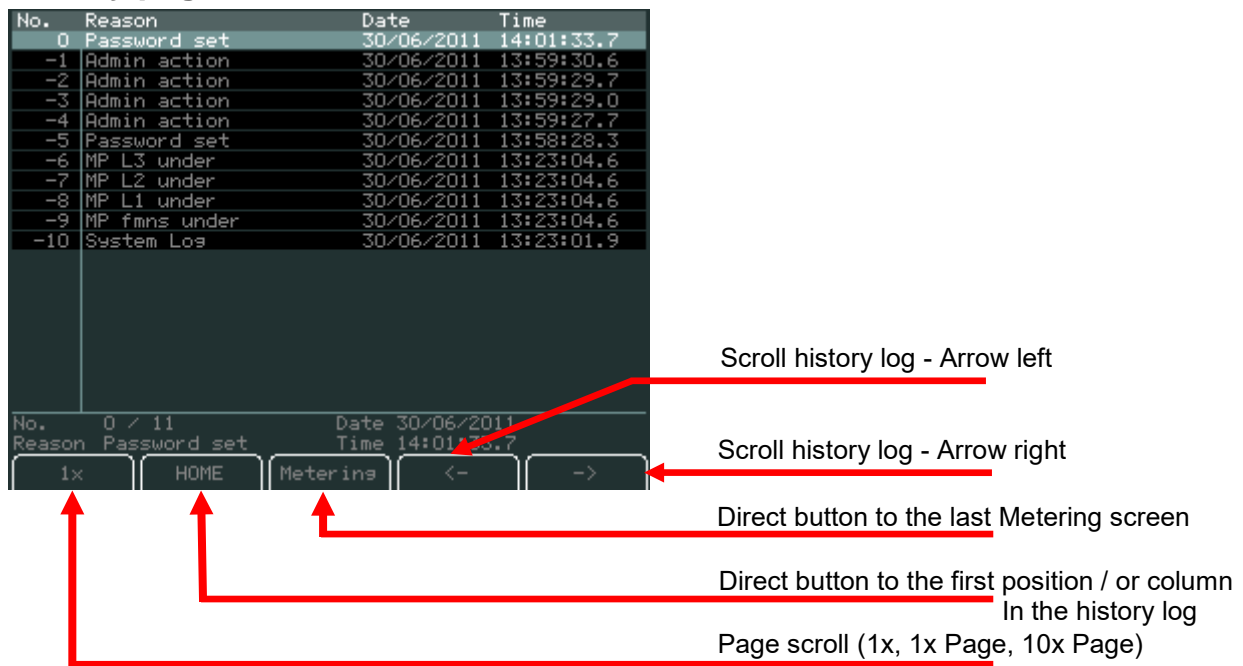 No. Reason Date Time
0 Password set 30/06/2011 14:01:33.7
-1 Admin action 30/06/2011 13:59:30.6
-2 Admin action 30/06/2011 13:59:29.7
-3 Admin action 30/06/2011 13:59:29.0
-4 Admin action 30/06/2011 13:59:27.7
-5 Password set 30/06/2011 13:58:28.3
-6 MP L3 under 30/06/2011 13:23:04.6
-7 MP L2 under 30/06/2011 13:23:04.6
-8 MP L1 under 30/06/2011 13:23:04.6
-9 MP fmns under 30/06/2011 13:23:04.6
-10 System Log 30/06/2011 13:23:01.9
Scroll history log - Arrow left
No. 0 / 11 Date 30/06/2011
Reason Password set Time 14:01:33.7
Scroll history log - Arrow right
1x HOME Metering <- ->
Direct button to the last Metering screen
Direct button to the first position / or column
In the history log
Page scroll (1x, 1x Page, 10x Page)